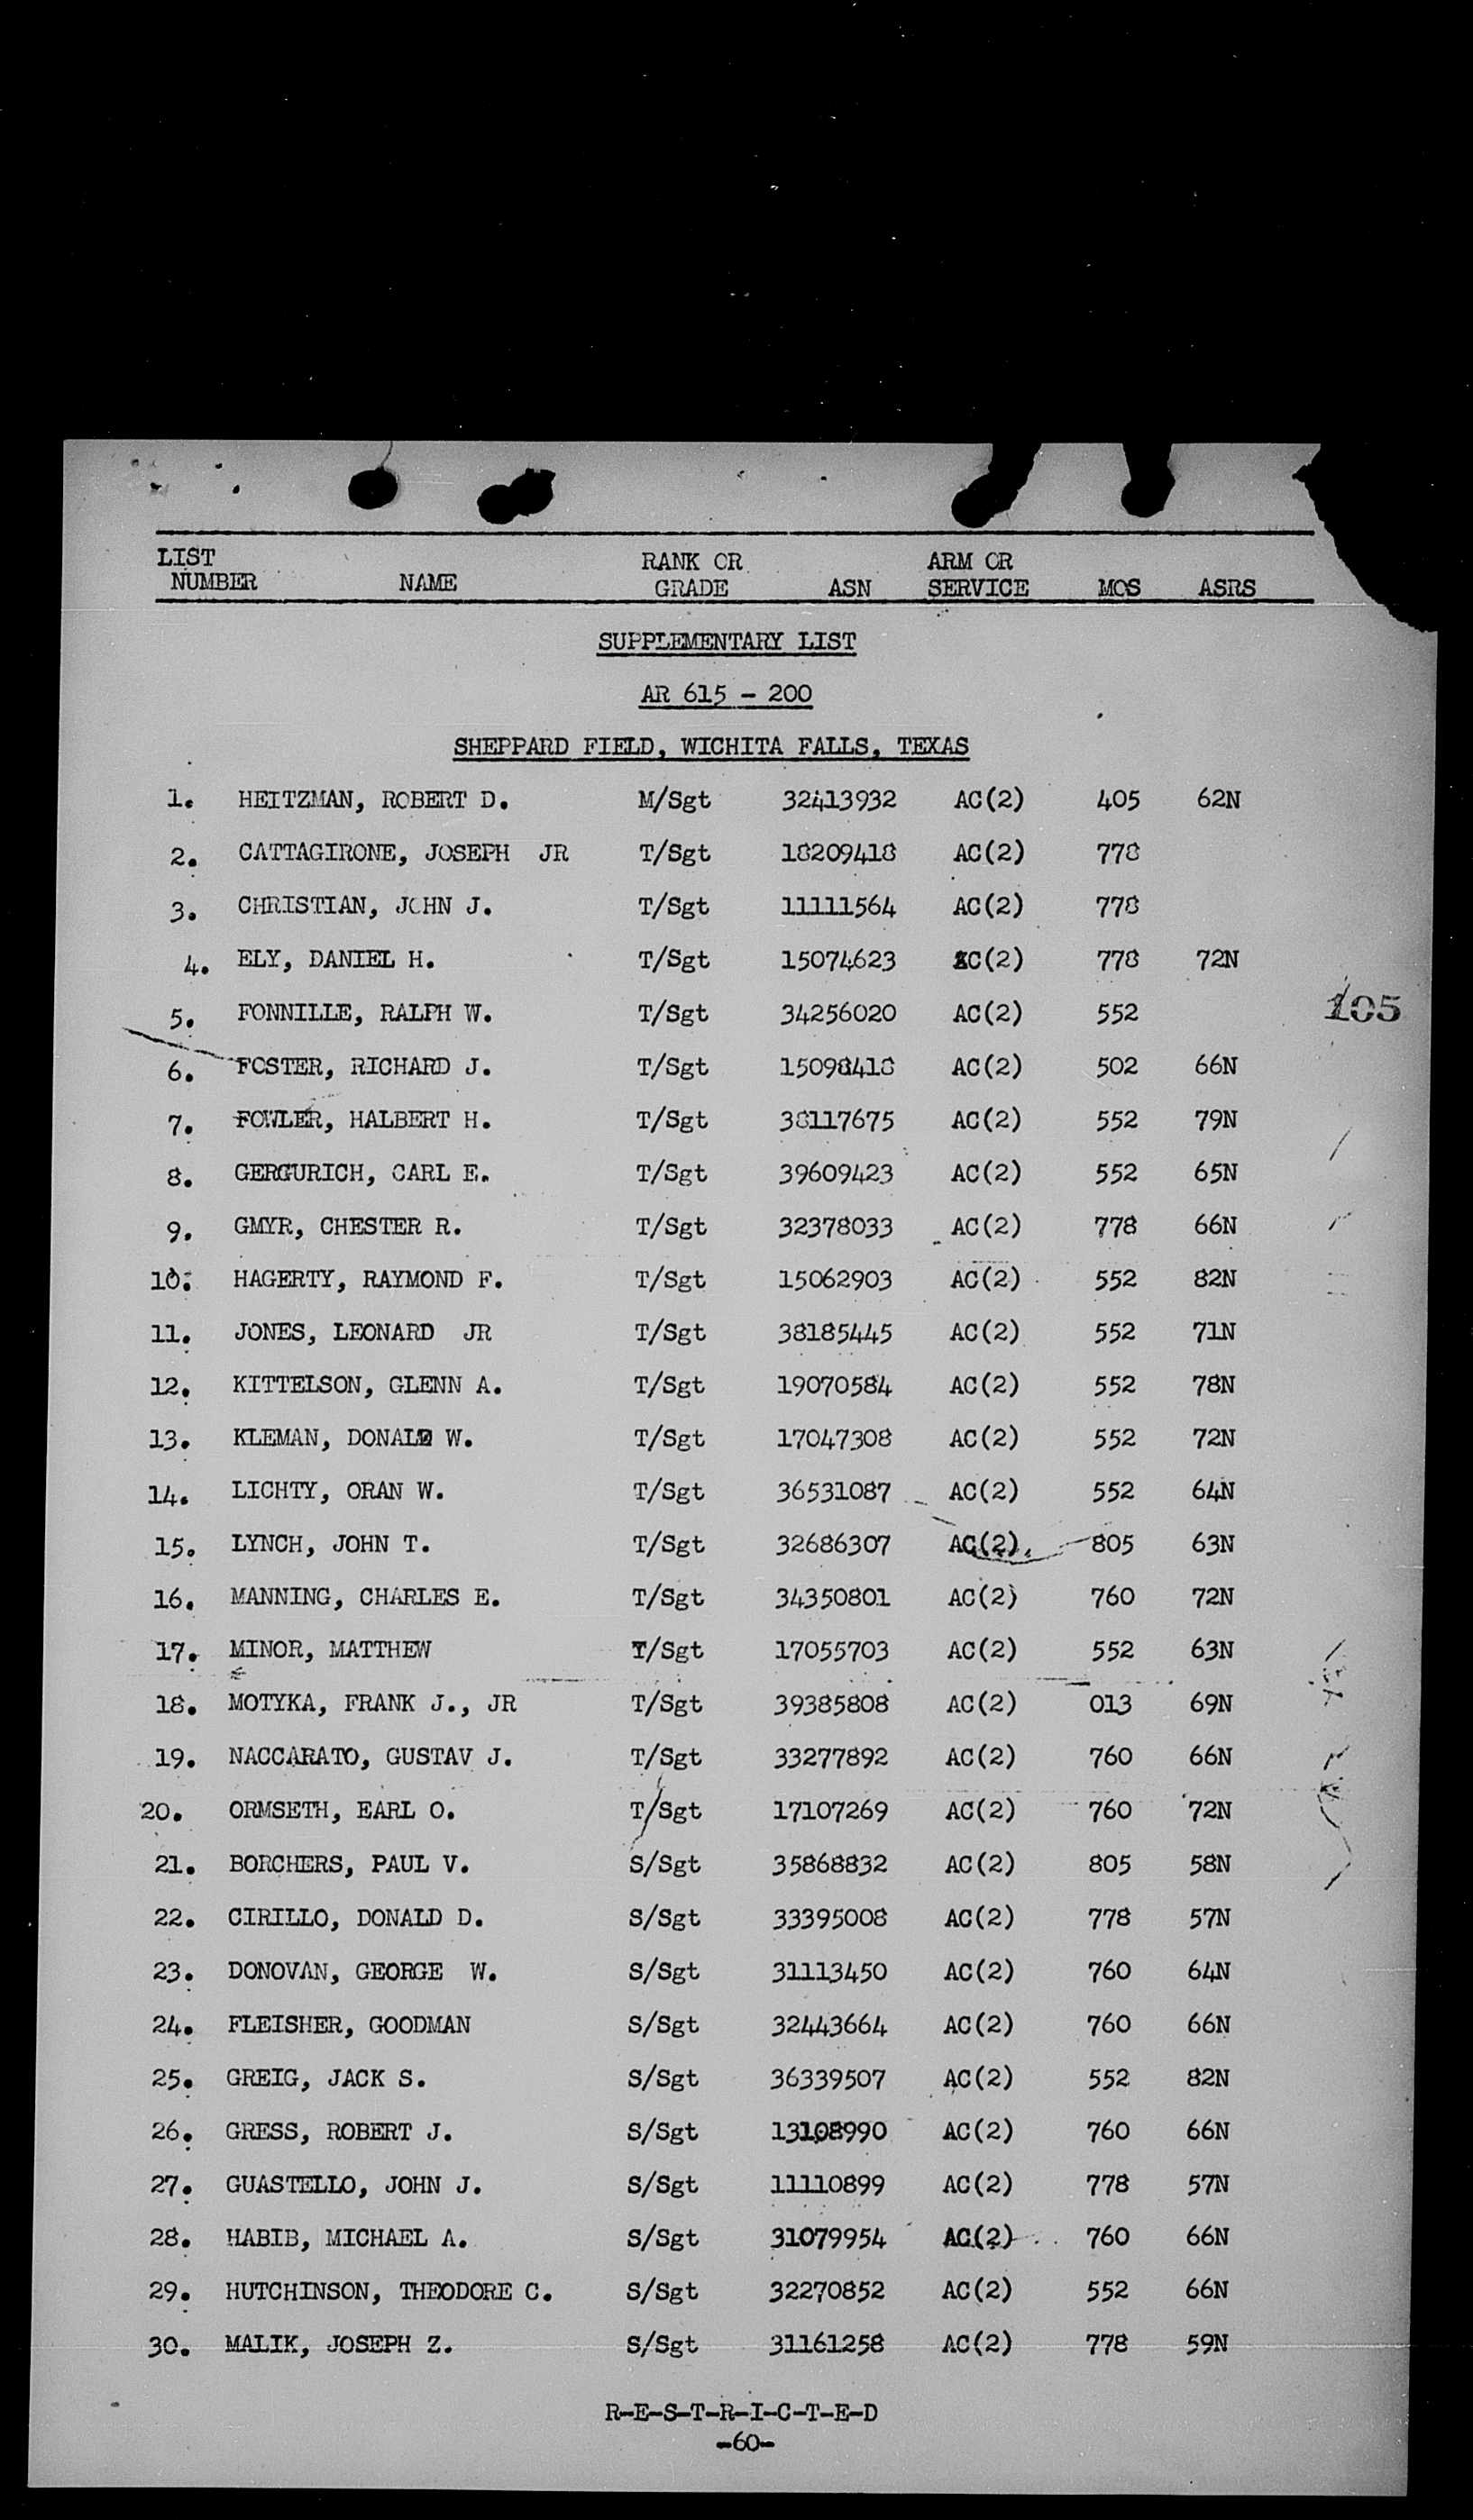 LIST NUMBER NAME RANK OR GRADE ASN ARM OR SERVICE MOS ASRS
SUPPLEMENTARY LIST
AR 615 - 200
SHEPPARD FIELD, WICHITA FALLS, TEXAS
1. HEITZMAN, ROBERT D. M/Sgt 32413932 AC(2) 405 62N
2. CATTAGIRONE, JOSEPH JR T/Sgt 18209418 AC(2) 778
3. CHRISTIAN, JOHN J. T/Sgt 11111564 AC(2) 778
4. ELY, DANIEL H. T/Sgt 15074623 AC(2) 778 72N
5. FONNILLE, RALPH W. T/Sgt 34256020 AC(2) 552
105
6. FOSTER, RICHARD J. T/Sgt 15098418 AC(2) 502 66N
7. FOWLER, HALBERT H. T/Sgt 38117675 AC(2) 552 79N
8. GERGURICH, CARL E. T/Sgt 39609423 AC(2) 552 65N
9. GMYR, CHESTER R. T/Sgt 32378033 AC(2) 778 66N
10. HAGERTY, RAYMOND F. T/Sgt 15062903 AC(2) 552 82N
11. JONES, LEONARD JR T/Sgt 38185445 AC(2) 552 71N
12. KITTELSON, GLENN A. T/Sgt 19070584 AC(2) 552 78N
13. KLEMAN, DONALD W. T/Sgt 17047308 AC(2) 552 72N
14. LICHTY, ORAN W. T/Sgt 36531087 AC(2) 552 64N
15. LYNCH, JOHN T. T/Sgt 32686307 AC(2) 805 63N
16. MANNING, CHARLES E. T/Sgt 34350801 AC(2) 760 72N
17. MINOR, MATTHEW T/Sgt 17055703 AC(2) 552 63N
18. MOTYKA, FRANK J., JR T/Sgt 39385808 AC(2) 013 69N
19. NACCARATO, GUSTAV J. T/Sgt 33277892 AC(2) 760 66N
20. ORMSETH, EARL O. T/Sgt 17107269 AC(2) 760 72N
21. BORCHERS, PAUL V. S/Sgt 35868832 AC(2) 805 58N
22. CIRILLO, DONALD D. S/Sgt 33395008 AC(2) 778 57N
23. DONOVAN, GEORGE W. S/Sgt 31113450 AC(2) 760 64N
24. FLEISHER, GOODMAN S/Sgt 32443664 AC(2) 760 66N
25. GREIG, JACK S. S/Sgt 36339507 AC(2) 552 82N
26. GRESS, ROBERT J. S/Sgt 13108990 AC(2) 760 66N
27. GUASTELLO, JOHN J. S/Sgt 11110899 AC(2) 778 57N
28. HABIB, MICHAEL A. S/Sgt 31079954 AC(2) 760 66N
29. HUTCHINSON, THEODORE C. S/Sgt 32270852 AC(2) 552 66N
30. MALIK, JOSEPH Z. S/Sgt 31161258 AC(2) 778 59N
R-E-S-T-R-I-C-T-E-D
-60-